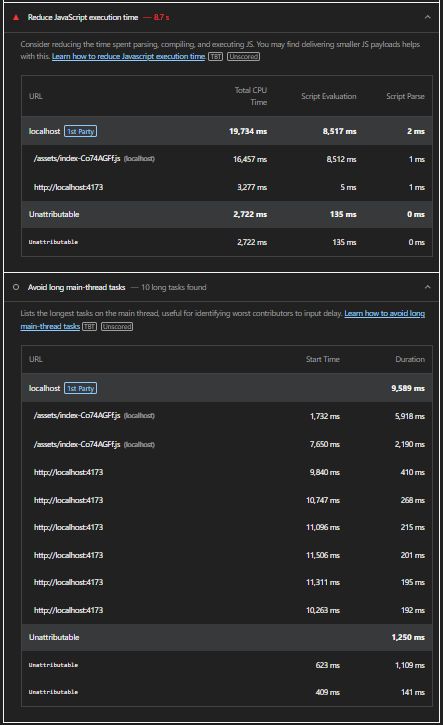 Reduce JavaScript execution time — 8.7 s
Consider reducing the time spent parsing, compiling, and executing JS. You may find delivering smaller JS payloads helps
with this. Learn how to reduce Javascript execution time. TBT Unscored
URL Total CPU Time Script Evaluation Script Parse
localhost 1st Party 19,734 ms 8,517 ms 2 ms
/assets/index-Co74AGFf.js (localhost) 16,457 ms 8,512 ms 1 ms
http://localhost:4173 3,277 ms 5 ms 1 ms
Unattributable 2,722 ms 135 ms 0 ms
Unattributable 2,722 ms 135 ms 0 ms
Avoid long main-thread tasks — 10 long tasks found
Lists the longest tasks on the main thread, useful for identifying worst contributors to input delay. Learn how to avoid long
main-thread tasks TBT Unscored
URL Start Time Duration
localhost 1st Party 9,589 ms
/assets/index-Co74AGFf.js (localhost) 1,732 ms 5,918 ms
/assets/index-Co74AGFf.js (localhost) 7,650 ms 2,190 ms
http://localhost:4173 9,840 ms 410 ms
http://localhost:4173 10,747 ms 268 ms
http://localhost:4173 11,096 ms 215 ms
http://localhost:4173 11,506 ms 201 ms
http://localhost:4173 11,311 ms 195 ms
http://localhost:4173 10,263 ms 192 ms
Unattributable 1,250 ms
Unattributable 623 ms 1,109 ms
Unattributable 409 ms 141 ms